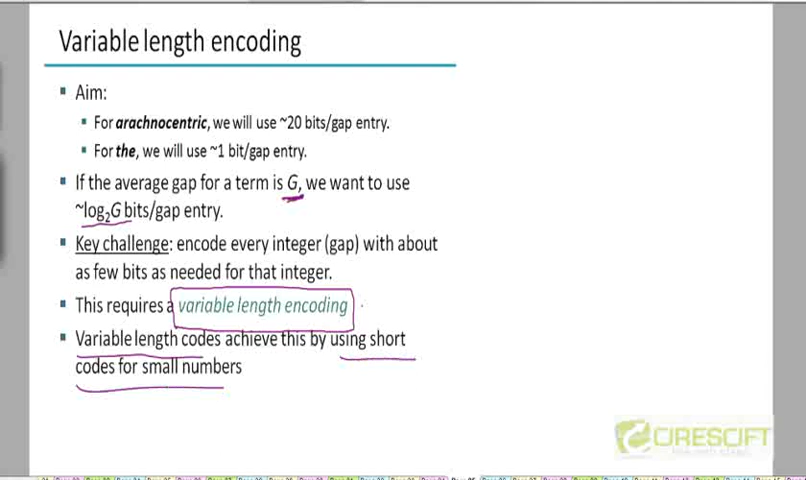 Variable length encoding
Aim:
For arachnocentric, we will use ~20 bits/gap entry.
For the, we will use ~1 bit/gap entry.
If the average gap for a term is G, we want to use
~log₂G bits/gap entry.
Key challenge: encode every integer (gap) with about
as few bits as needed for that integer.
This requires a variable length encoding
Variable length codes achieve this by using short
codes for small numbers